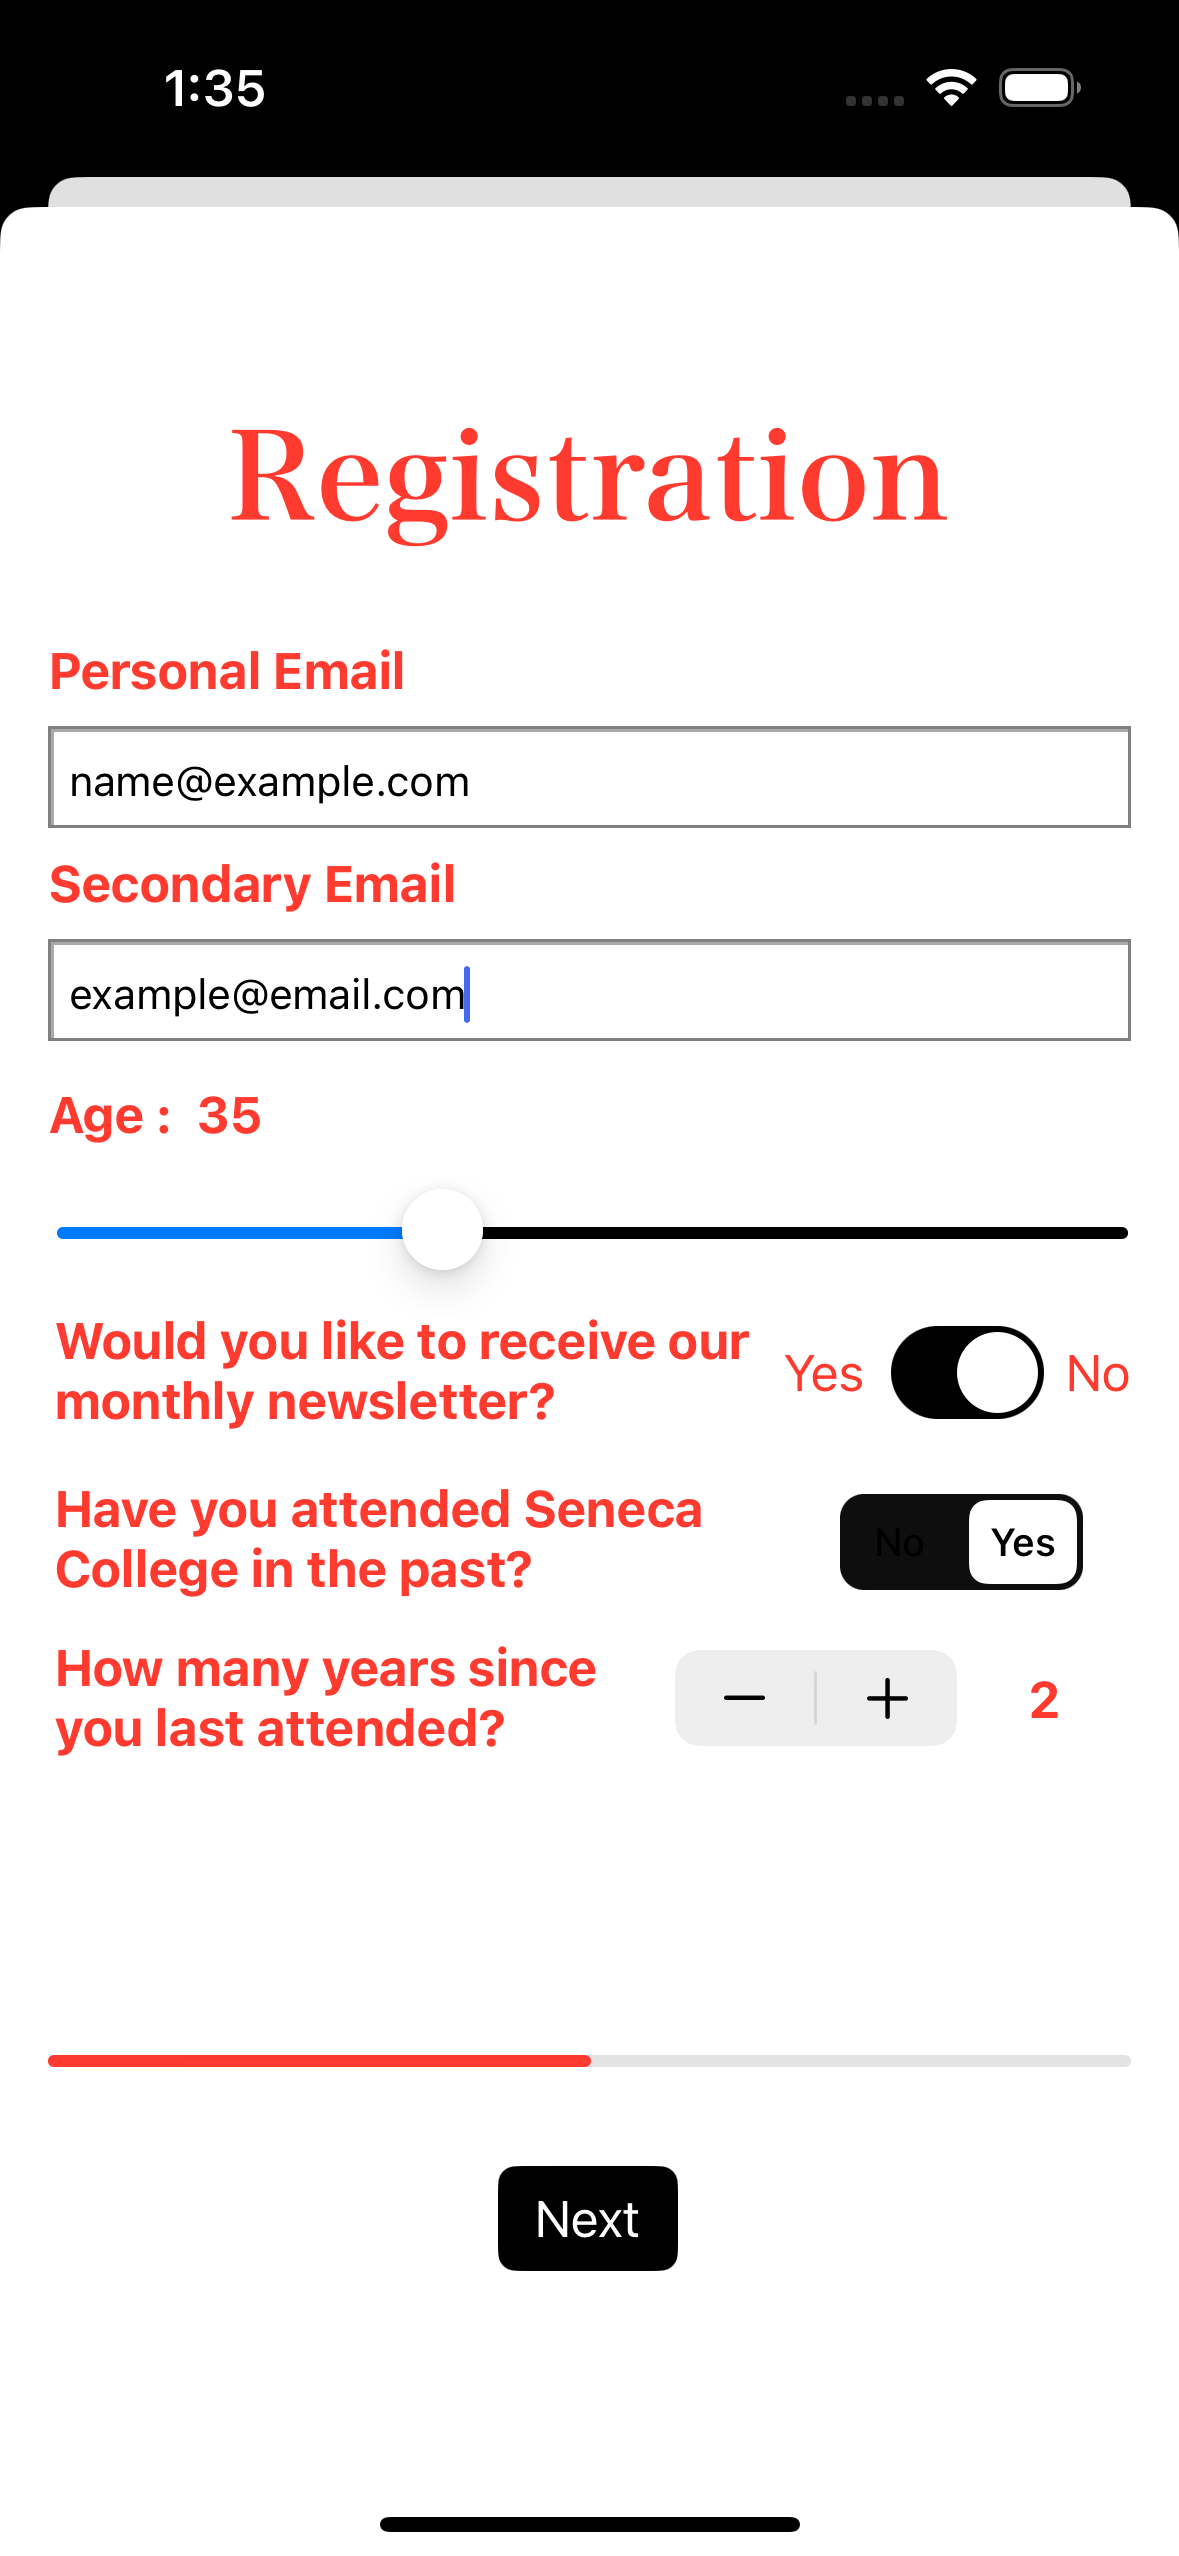 1:35
Registration
Personal Email
name@example.com
Secondary Email
example@email.com
Age : 35
Would you like to receive our
monthly newsletter?
Yes No
Have you attended Seneca
College in the past?
No Yes
How many years since
you last attended?
2
Next